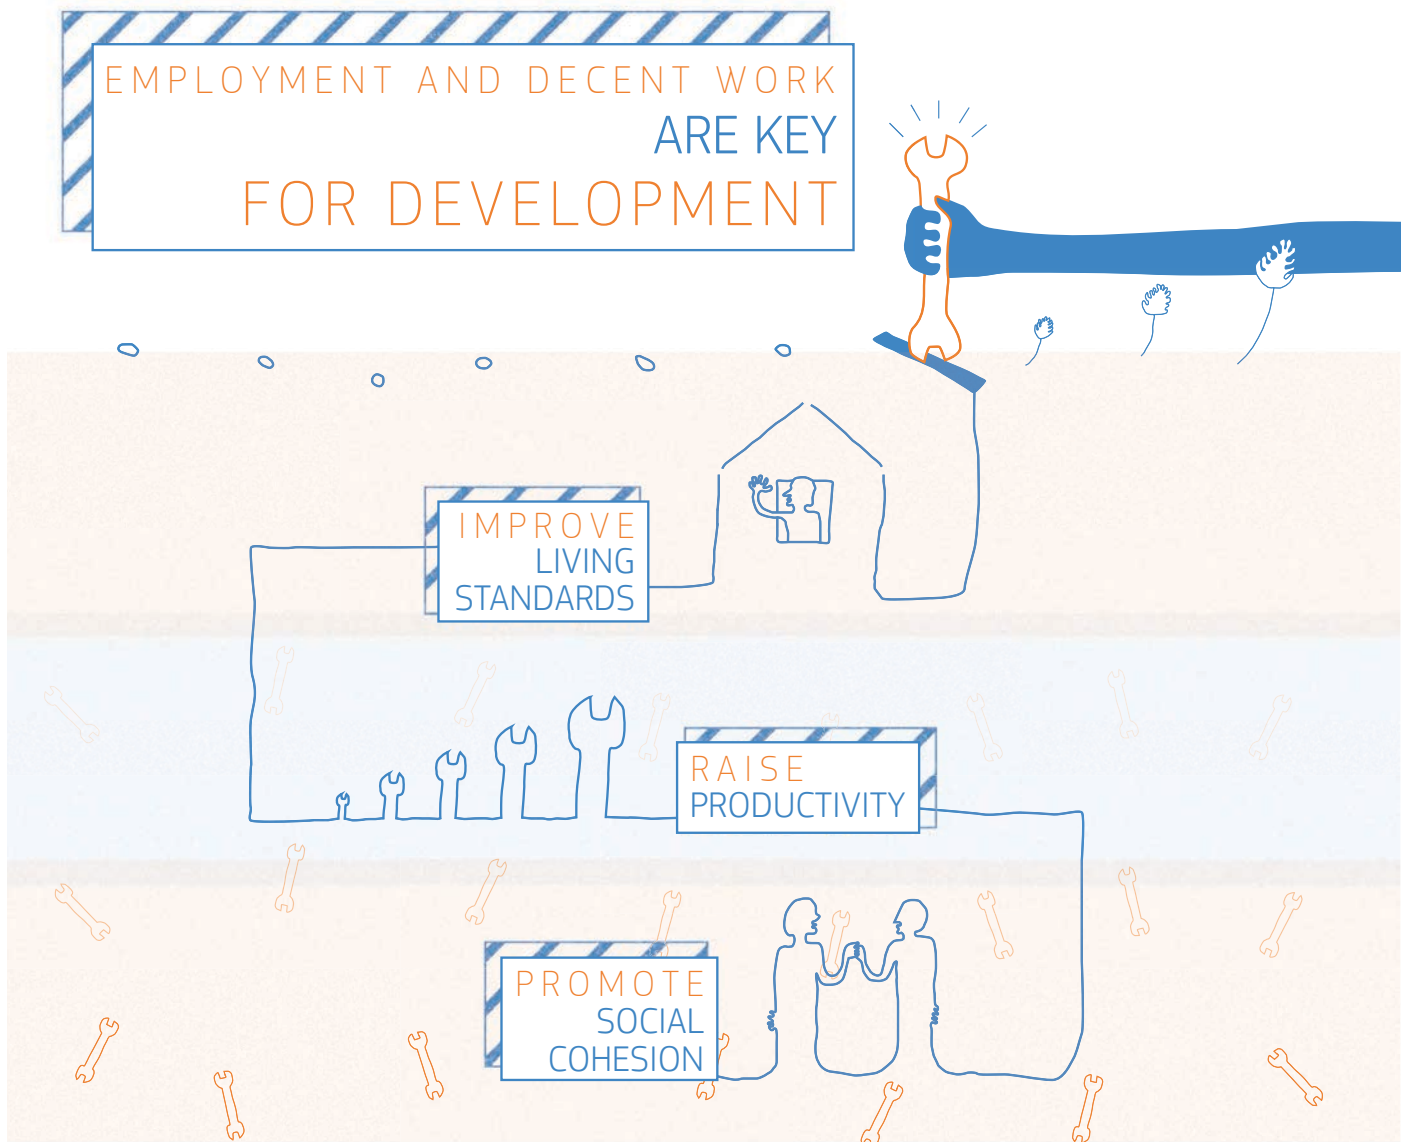 EMPLOYMENT AND DECENT WORK
ARE KEY
FOR DEVELOPMENT
IMPROVE
LIVING
STANDARDS
RAISE
PRODUCTIVITY
PROMOTE
SOCIAL
COHESION